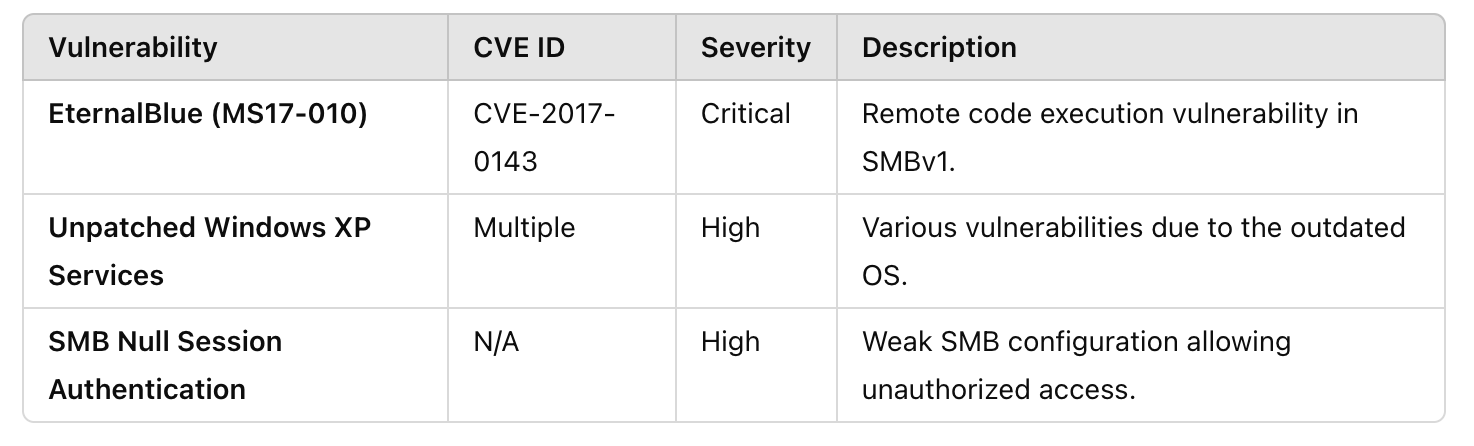 Vulnerability CVE ID Severity Description
EternalBlue (MS17-010) CVE-2017- Critical Remote code execution vulnerability in
0143 SMBv1.
Unpatched Windows XP Multiple High Various vulnerabilities due to the outdated
Services OS.
SMB Null Session N/A High Weak SMB configuration allowing
Authentication unauthorized access.